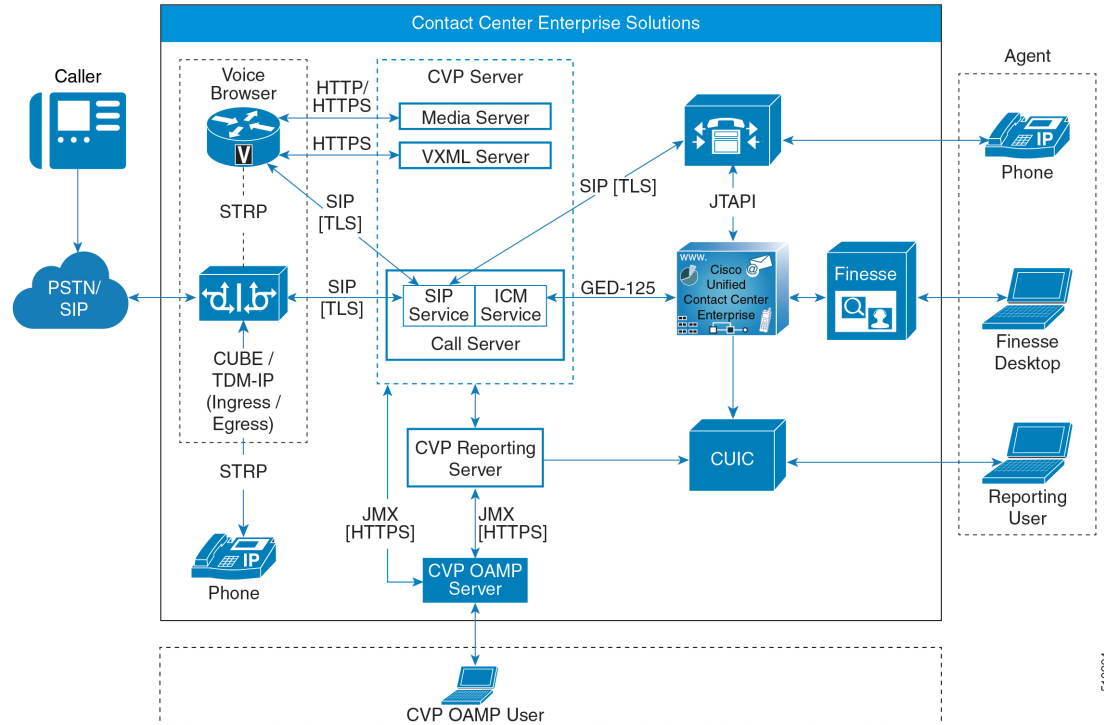 Contact Center Enterprise Solutions
Caller
PSTN/
SIP
Voice
Browser
V
STRP
CUBE /
TDM-IP
(Ingress /
Egress)
STRP
IP
Phone
HTTP/
HTTPS
HTTPS
SIP
[TLS]
SIP
[TLS]
CVP Server
Media Server
VXML Server
SIP
Service
ICM
Service
Call Server
SIP [TLS]
JTAPI
GED-125
www.
@
Cisco
Unified
Contact Center
Enterprise
Finesse
CVP Reporting
Server
CUIC
JMX
[HTTPS]
JMX
[HTTPS]
CVP OAMP
Server
CVP OAMP User
Agent
IP
Phone
Finesse
Desktop
Reporting
User